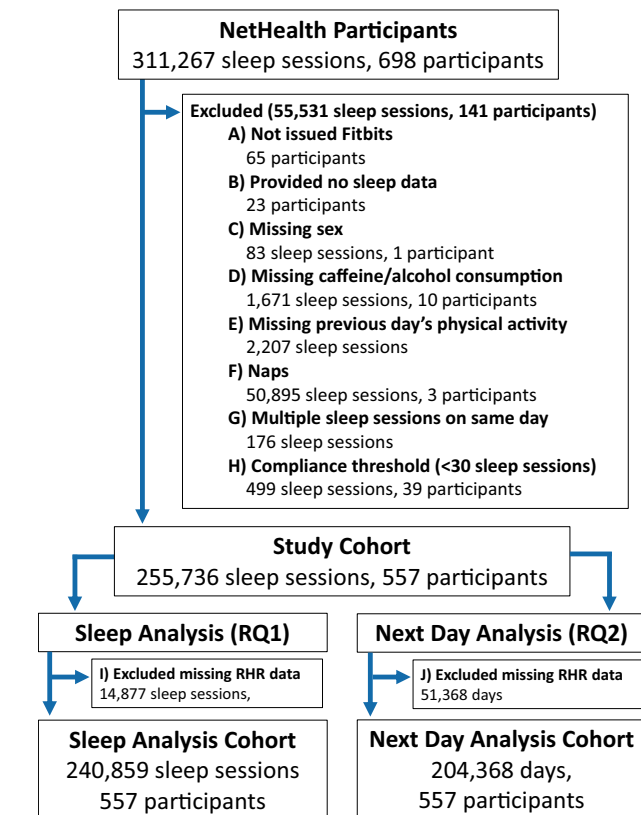 NetHealth Participants
311,267 sleep sessions, 698 participants
Excluded (55,531 sleep sessions, 141 participants)
A) Not issued Fitbits
65 participants
B) Provided no sleep data
23 participants
C) Missing sex
83 sleep sessions, 1 participant
D) Missing caffeine/alcohol consumption
1,671 sleep sessions, 10 participants
E) Missing previous day's physical activity
2,207 sleep sessions
F) Naps
50,895 sleep sessions, 3 participants
G) Multiple sleep sessions on same day
176 sleep sessions
H) Compliance threshold (<30 sleep sessions)
499 sleep sessions, 39 participants
Study Cohort
255,736 sleep sessions, 557 participants
Sleep Analysis (RQ1)
I) Excluded missing RHR data
14,877 sleep sessions,
Sleep Analysis Cohort
240,859 sleep sessions
557 participants
Next Day Analysis (RQ2)
J) Excluded missing RHR data
51,368 days
Next Day Analysis Cohort
204,368 days,
557 participants